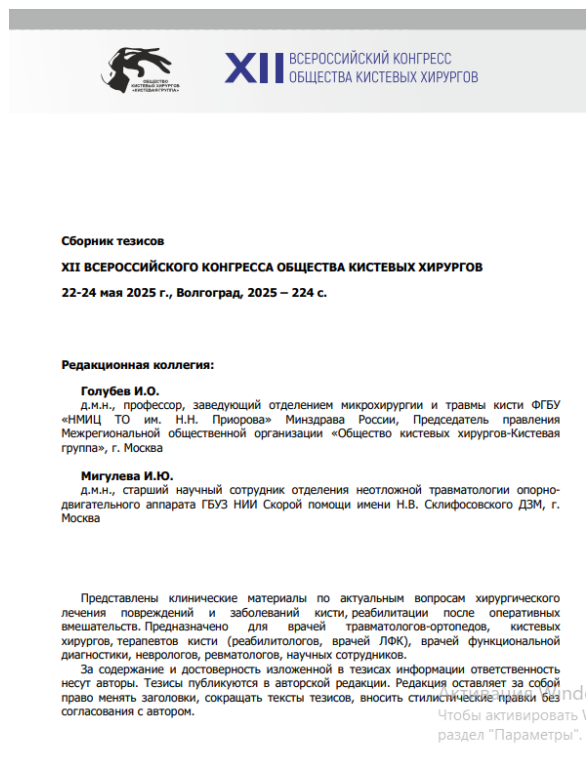 ОБЩЕСТВО
КИСТЕВЫХ ХИРУРГОВ
«КИСТЕВАЯ ГРУППА»
XII ВСЕРОССИЙСКИЙ КОНГРЕСС
ОБЩЕСТВА КИСТЕВЫХ ХИРУРГОВ
Сборник тезисов
XII ВСЕРОССИЙСКОГО КОНГРЕССА ОБЩЕСТВА КИСТЕВЫХ ХИРУРГОВ
22-24 мая 2025 г., Волгоград, 2025 – 224 с.
Редакционная коллегия:
Голубев И.О.
д.м.н., профессор, заведующий отделением микрохирургии и травмы кисти ФГБУ
«НМИЦ ТО им. Н.Н. Приорова» Минздрава России, Председатель правления
Межрегиональной общественной организации «Общество кистевых хирургов-Кистевая
группа», г. Москва
Мигулева И.Ю.
д.м.н., старший научный сотрудник отделения неотложной травматологии опорно-
двигательного аппарата ГБУЗ НИИ Скорой помощи имени Н.В. Склифосовского ДЗМ, г.
Москва
Представлены клинические материалы по актуальным вопросам хирургического
лечения повреждений и заболеваний кисти, реабилитации после оперативных
вмешательств. Предназначено для врачей травматологов-ортопедов, кистевых
хирургов, терапевтов кисти (реабилитологов, врачей ЛФК), врачей функциональной
диагностики, неврологов, ревматологов, научных сотрудников.
За содержание и достоверность изложенной в тезисах информации ответственность
несут авторы. Тезисы публикуются в авторской редакции. Редакция оставляет за собой
право менять заголовки, сокращать тексты тезисов, вносить стилистические правки без
согласования с автором.
Активация Wind
Чтобы активировать W
раздел "Параметры".